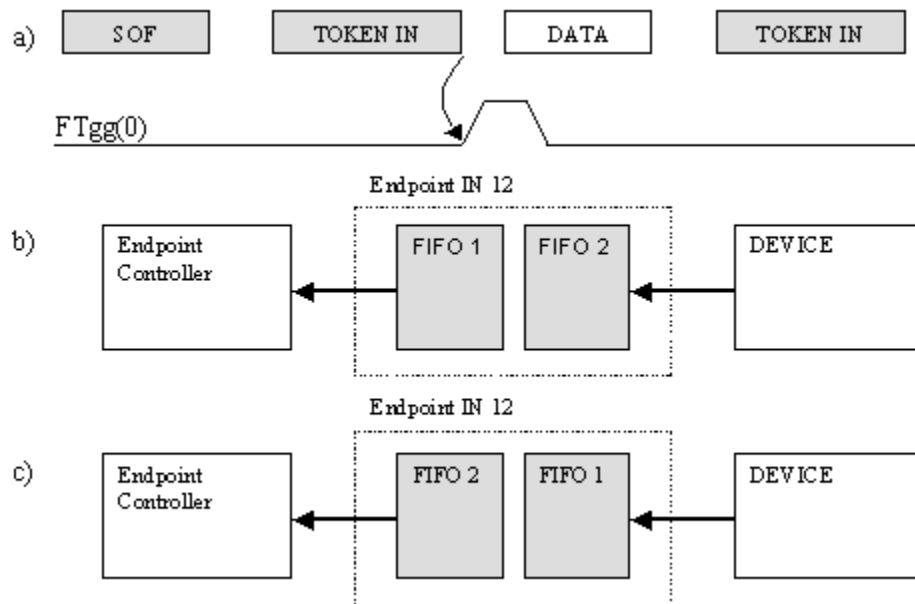 a) SOF TOKEN IN DATA TOKEN IN
FTgg(0)
Endpoint IN 12
b) Endpoint Controller FIFO 1 FIFO 2 DEVICE
Endpoint IN 12
c) Endpoint Controller FIFO 2 FIFO 1 DEVICE